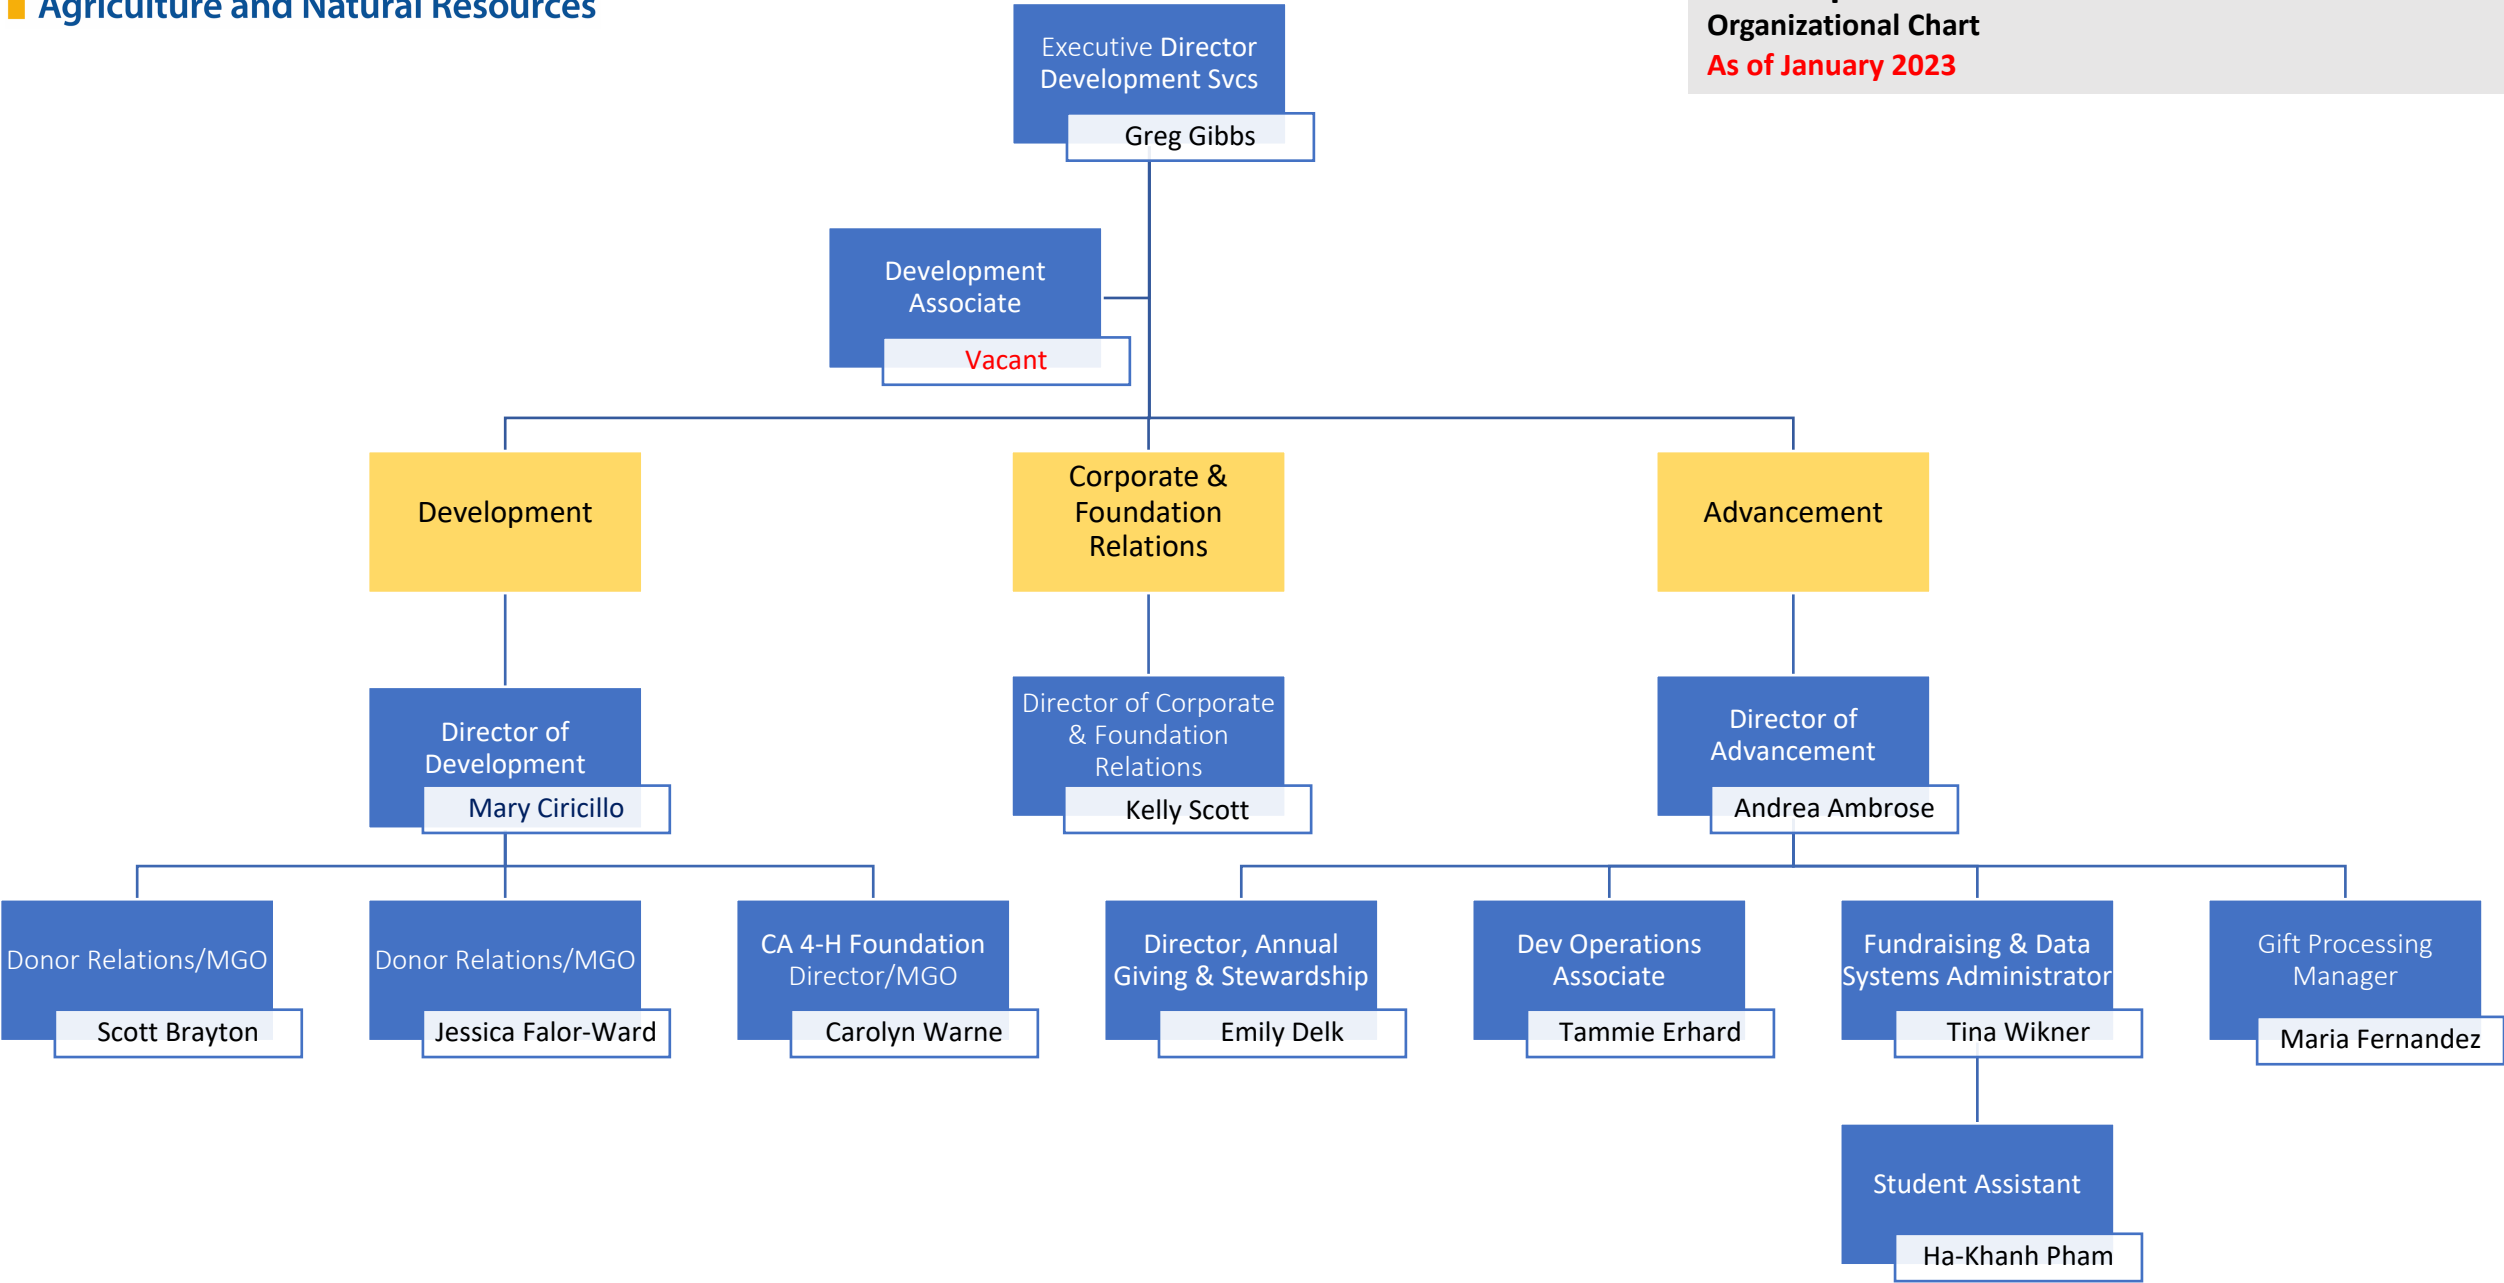 Agriculture and Natural Resources
Organizational Chart
As of January 2023
Executive Director
Development Svcs
Greg Gibbs
Development
Associate
Vacant
Development
Corporate &
Foundation
Relations
Advancement
Director of
Development
Mary Ciricillo
Director of Corporate
& Foundation
Relations
Kelly Scott
Director of
Advancement
Andrea Ambrose
Donor Relations/MGO
Scott Brayton
Donor Relations/MGO
Jessica Falor-Ward
CA 4-H Foundation
Director/MGO
Carolyn Warne
Director, Annual
Giving & Stewardship
Emily Delk
Dev Operations
Associate
Tammie Erhard
Fundraising & Data
Systems Administrator
Tina Wikner
Gift Processing
Manager
Maria Fernandez
Student Assistant
Ha-Khanh Pham